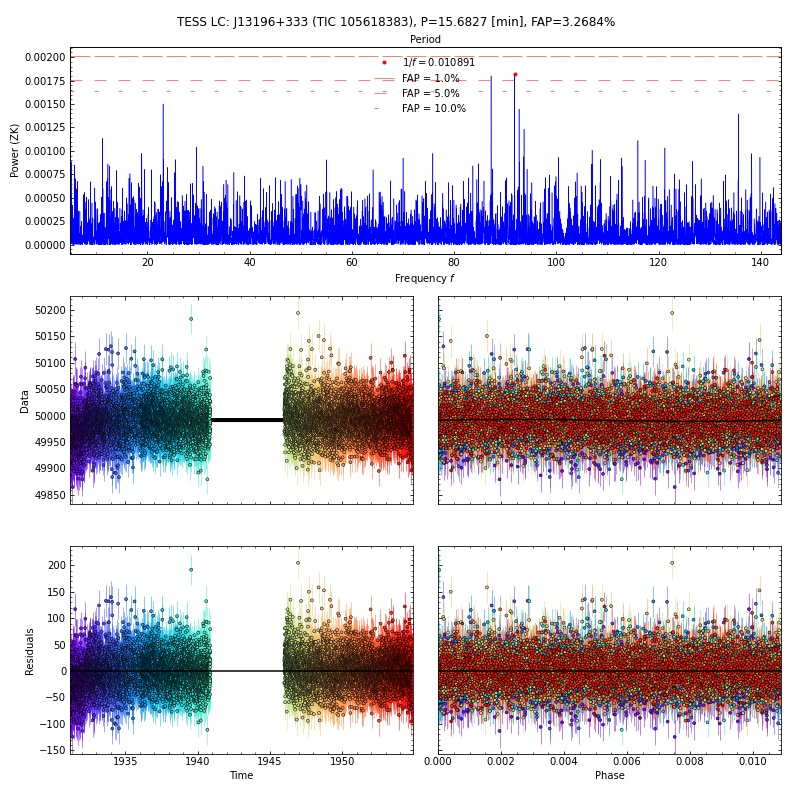 TESS LC: J13196+333 (TIC 105618383), P=15.6827 [min], FAP=3.2684%
Period
0.00200
0.00175
0.00150
0.00125
0.00100
0.00075
0.00050
0.00025
0.00000
Power (ZK)
1/f = 0.010891
FAP = 1.0%
FAP = 5.0%
FAP = 10.0%
20 40 60 80 100 120 140
Frequency f
50200
50150
50100
50050
50000
49950
49900
49850
Data
200
150
100
50
0
−50
−100
−150
Residuals
1935 1940 1945 1950
Time
0.000 0.002 0.004 0.006 0.008 0.010
Phase